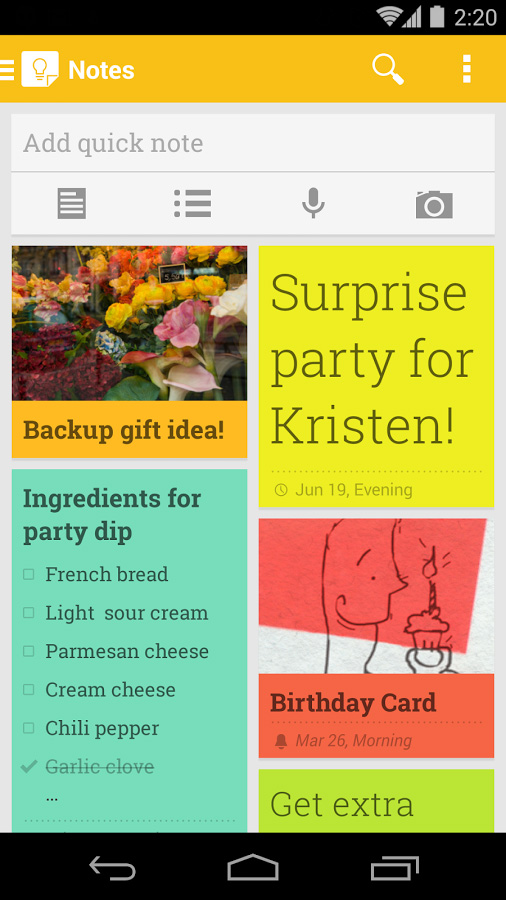 2:20
Notes
Add quick note
Backup gift idea!
Surprise
party for
Kristen!
Jun 19, Evening
Ingredients for
party dip
French bread
Light  sour cream
Parmesan cheese
Cream cheese
Chili pepper
Garlic clove
...
Birthday Card
Mar 26, Morning
Get extra